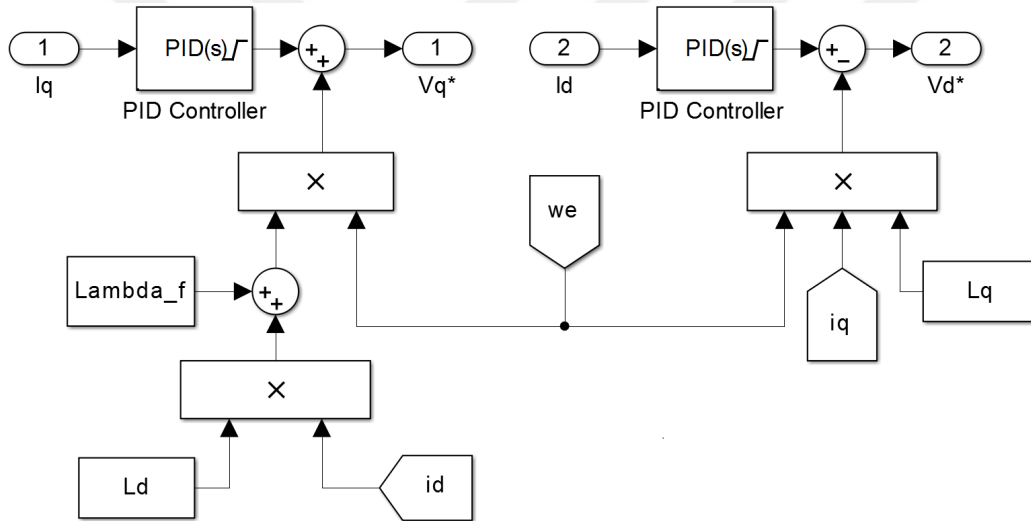 1
PID(s)
+
+
1
2
PID(s)
+
−
2
Iq
Vq*
Id
Vd*
PID Controller
PID Controller
×
we
×
Lambda_f
+
+
iq
Lq
×
Ld
id